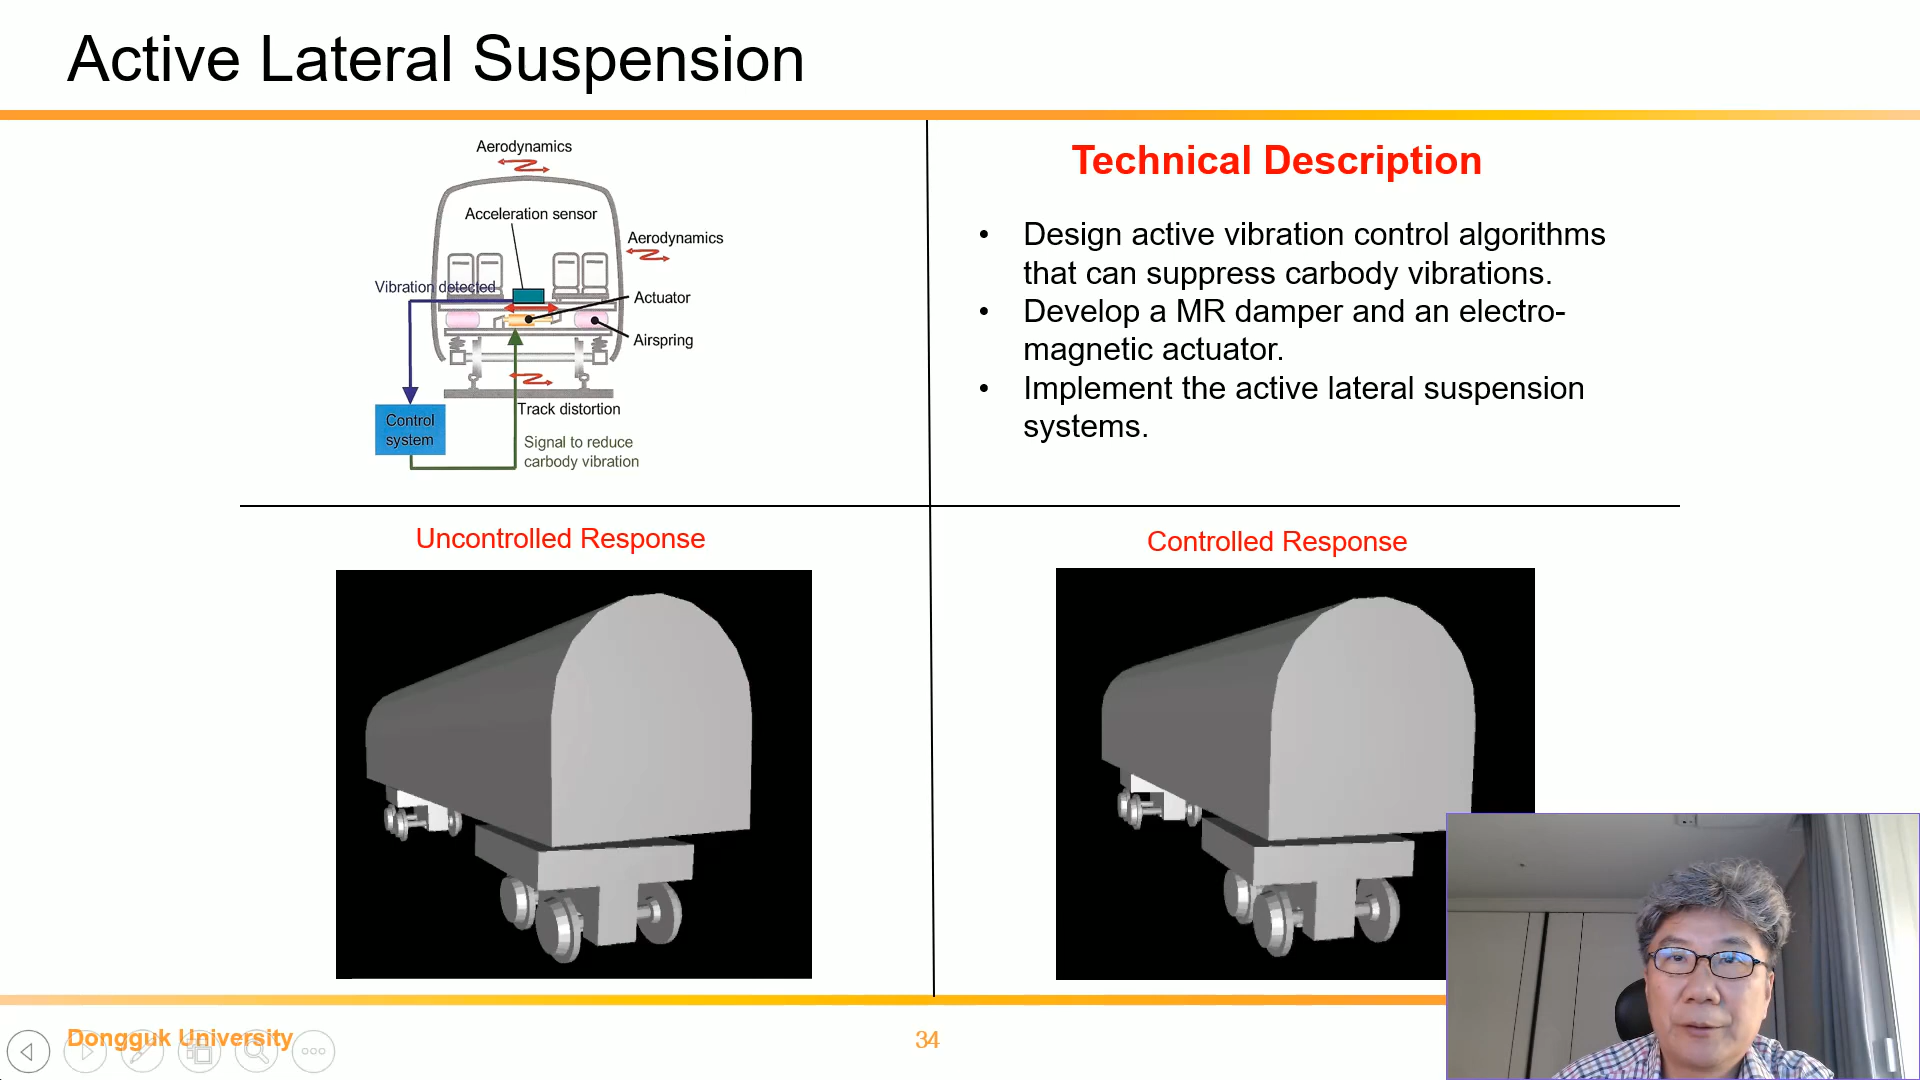 Active Lateral Suspension
Aerodynamics
Acceleration sensor
Aerodynamics
Vibration detected
Actuator
Airspring
Track distortion
Control
system
Signal to reduce
carbody vibration
Technical Description
• Design active vibration control algorithms
that can suppress carbody vibrations.
• Develop a MR damper and an electro-
magnetic actuator.
• Implement the active lateral suspension
systems.
Uncontrolled Response
Controlled Response
Dongguk University
34